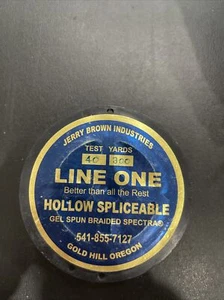 JERRY BROWN INDUSTRIES
TEST YARDS
40 300
LINE ONE
Better than all the Rest
HOLLOW SPLICEABLE
GEL SPUN BRAIDED SPECTRA®
541-855-7127
GOLD HILL OREGON